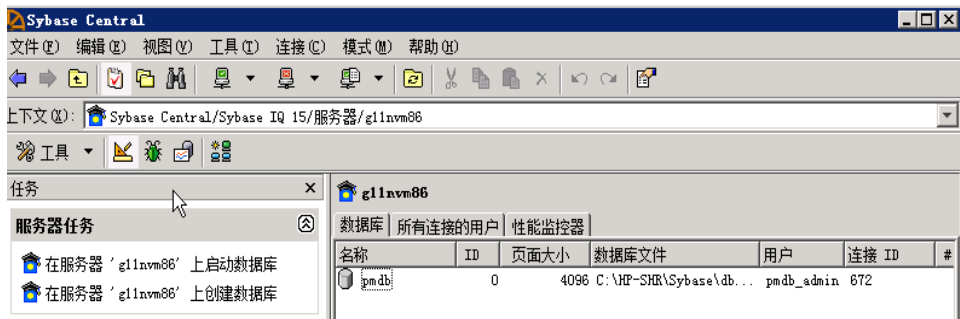 Sybase Central
文件(F) 编辑(E) 视图(V) 工具(T) 连接(C) 模式(M) 帮助(H)
上下文(X): Sybase Central/Sybase IQ 15/服务器/g11nvm86
工具
任务 ×
服务器任务
在服务器 'g11nvm86' 上启动数据库
在服务器 'g11nvm86' 上创建数据库
g11nvm86
数据库 所有连接的用户 性能监控器
名称 ID 页面大小 数据库文件 用户 连接 ID #
pmdb 0 4096 C:\HP-SHR\Sybase\db... pmdb_admin 672